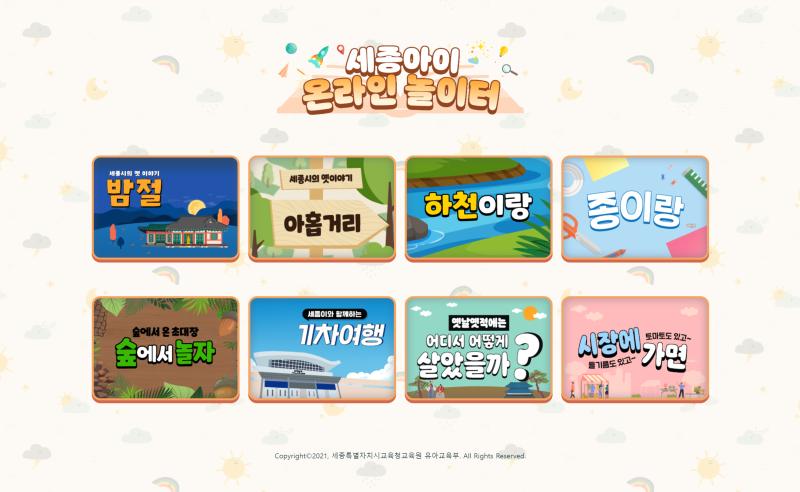 세종아이
온라인 놀이터
세종시의 옛 이야기
밤절
세종시의 옛이야기
아홉거리
하천이랑
종이랑
숲에서 온 초대장
숲에서 놀자
세종이와 함께하는
기차여행
옛날옛적에는
어디서 어떻게
살았을까?
시장에 가면
토마토도 있고~
들기름도 있고~
Copyright©2021, 세종특별자치시교육청교육원 유아교육부. All Rights Reserved.